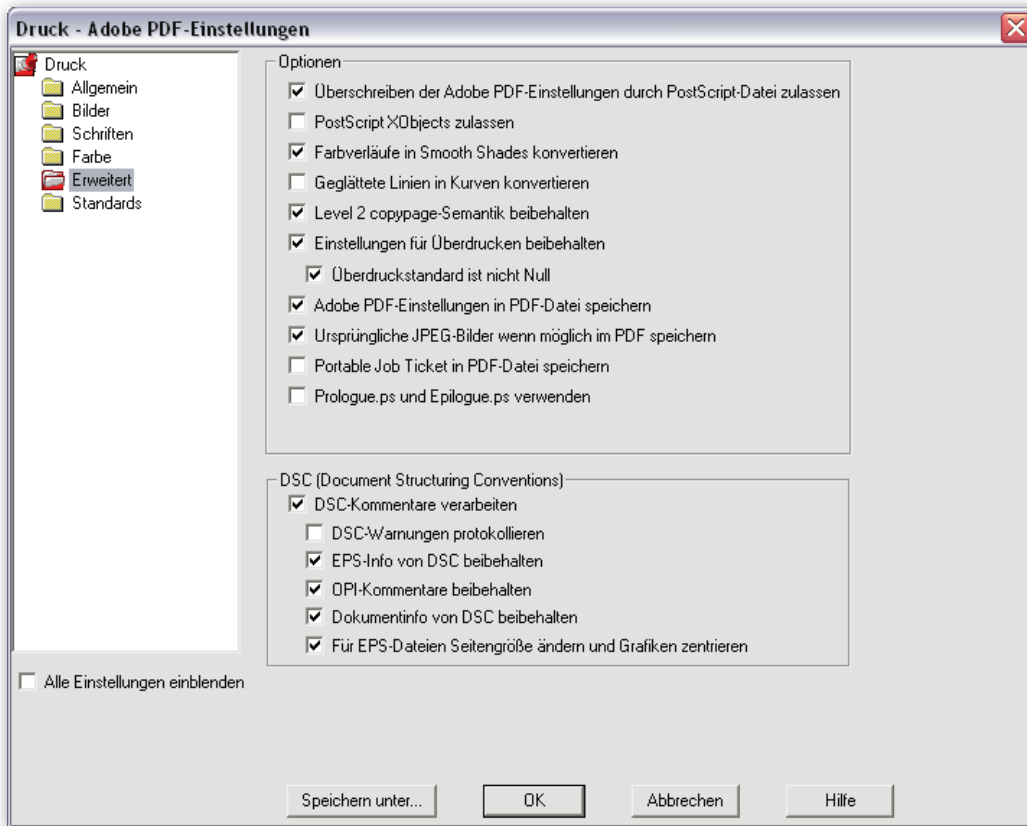 Druck - Adobe PDF-Einstellungen
Druck
Allgemein
Bilder
Schriften
Farbe
Erweitert
Standards
Alle Einstellungen einblenden
Optionen
Überschreiben der Adobe PDF-Einstellungen durch PostScript-Datei zulassen
PostScript XObjects zulassen
Farbverläufe in Smooth Shades konvertieren
Geglättete Linien in Kurven konvertieren
Level 2 copypage-Semantik beibehalten
Einstellungen für Überdrucken beibehalten
Überdruckstandard ist nicht Null
Adobe PDF-Einstellungen in PDF-Datei speichern
Ursprüngliche JPEG-Bilder wenn möglich im PDF speichern
Portable Job Ticket in PDF-Datei speichern
Prologue.ps und Epilogue.ps verwenden
DSC (Document Structuring Conventions)
DSC-Kommentare verarbeiten
DSC-Warnungen protokollieren
EPS-Info von DSC beibehalten
OPI-Kommentare beibehalten
Dokumentinfo von DSC beibehalten
Für EPS-Dateien Seitengröße ändern und Grafiken zentrieren
Speichern unter...
OK
Abbrechen
Hilfe